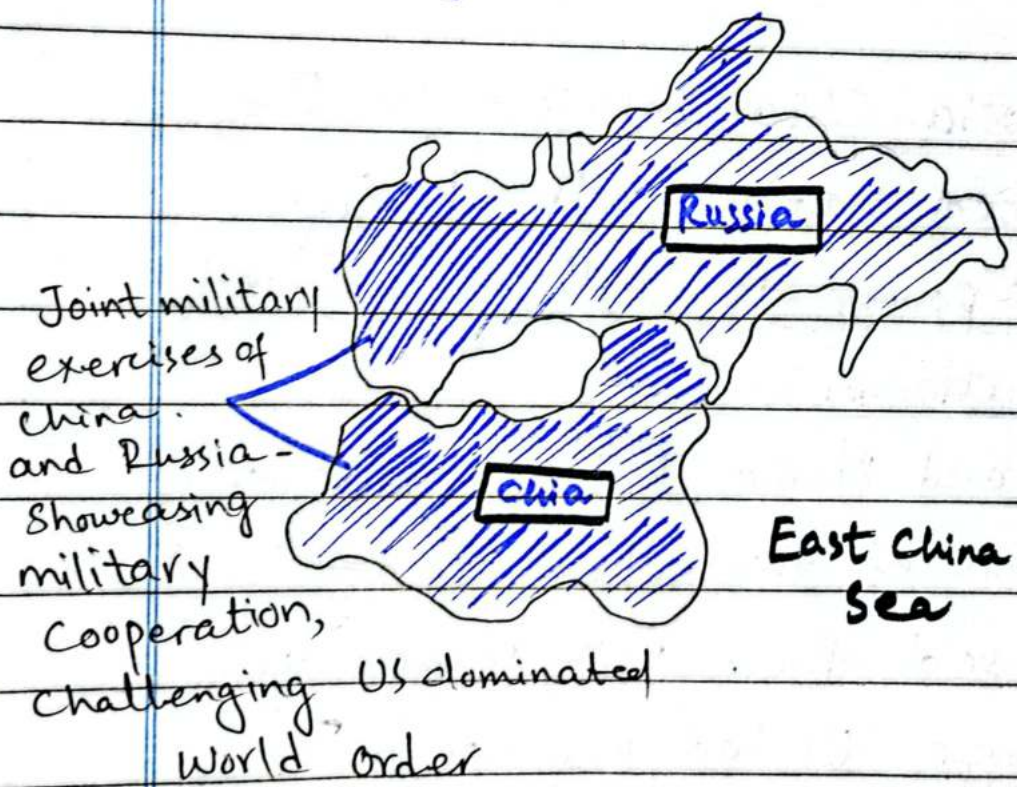 Russia
Joint military
exercises of
china.
and Russia -
Showcasing
military
Cooperation,
Challenging US dominated
World order
Chia
East China
Sea